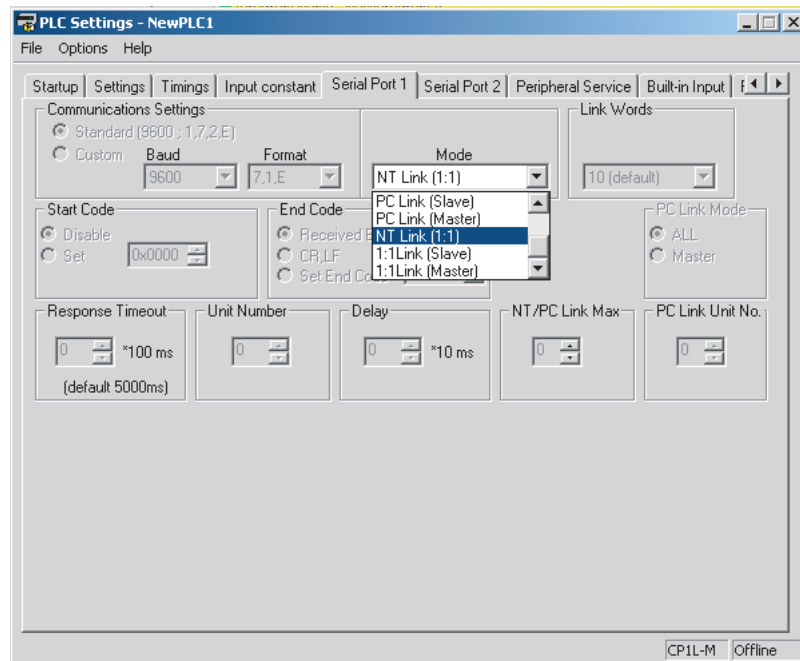 PLC Settings - NewPLC1
File Options Help
Startup Settings Timings Input constant Serial Port 1 Serial Port 2 Peripheral Service Built-in Input
Communications Settings
Standard (9600 ; 1,7,2,E)
Custom Baud Format
9600 7,1,E
Mode
NT Link (1:1)
PC Link (Slave)
PC Link (Master)
NT Link (1:1)
1:1Link (Slave)
1:1Link (Master)
Link Words
10 (default)
Start Code
Disable
Set 0x0000
End Code
Received
CR,LF
Set End
PC Link Mode
ALL
Master
Response Timeout
0 *100 ms
(default 5000ms)
Unit Number
0
Delay
0 *10 ms
NT/PC Link Max
0
PC Link Unit No.
0
CP1L-M Offline